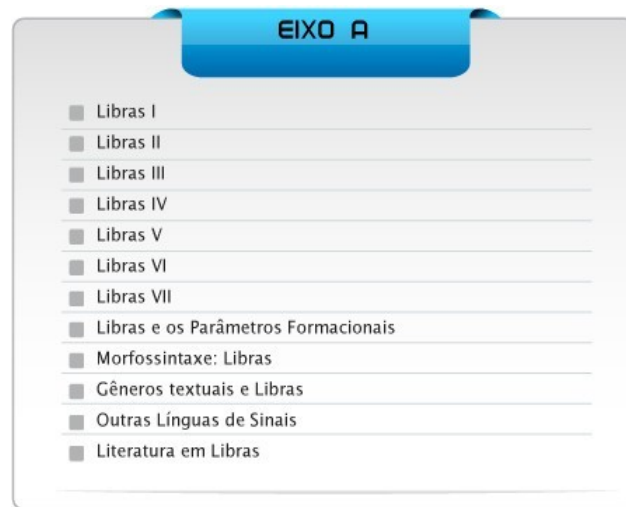 EIXO A
Libras I
Libras II
Libras III
Libras IV
Libras V
Libras VI
Libras VII
Libras e os Parâmetros Formacionais
Morfossintaxe: Libras
Gêneros textuais e Libras
Outras Línguas de Sinais
Literatura em Libras